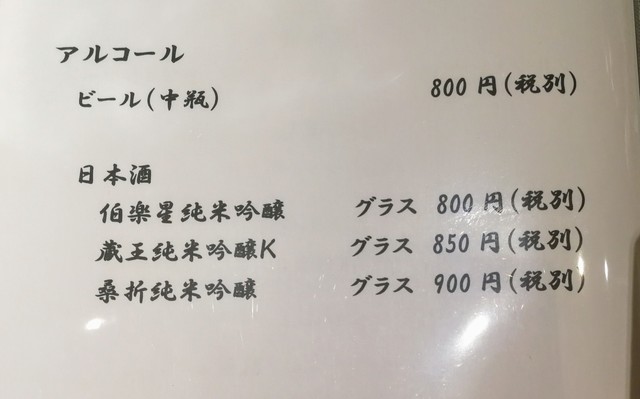 アルコール
ビール(中瓶) 800円(税別)
日本酒
伯楽星純米吟醸 グラス 800円(税別)
蔵王純米吟醸K グラス 850円(税別)
桑折純米吟醸 グラス 900円(税別)